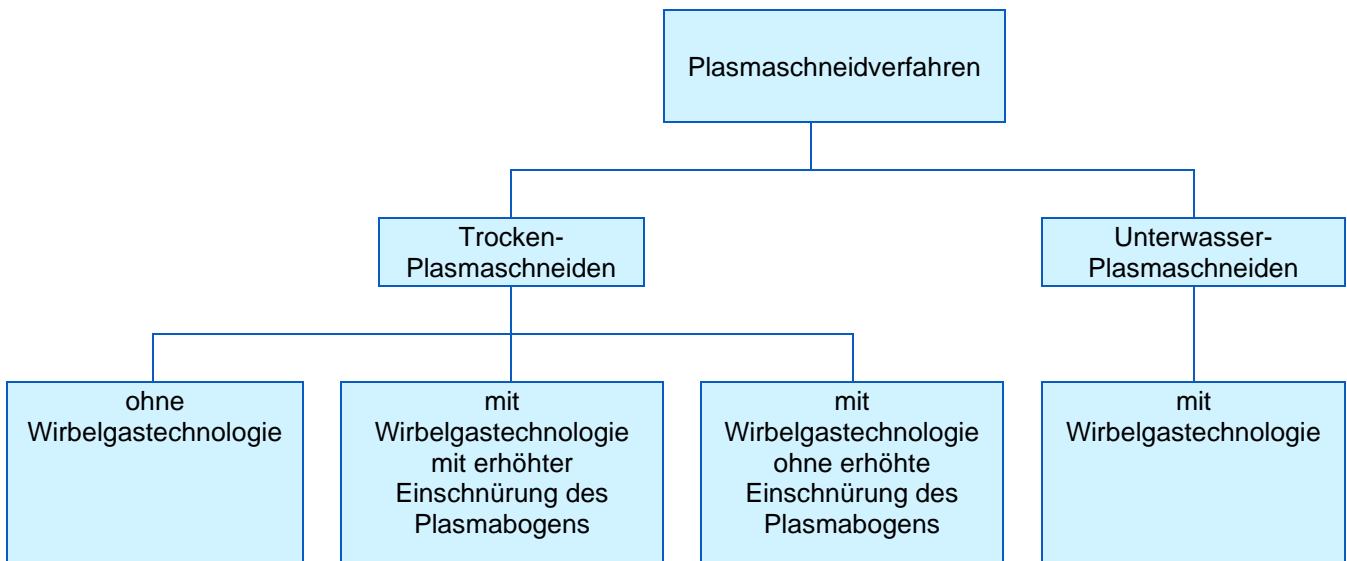 Plasmaschneidverfahren
Trocken-
Plasmaschneiden
Unterwasser-
Plasmaschneiden
ohne
Wirbelgastechnologie
mit
Wirbelgastechnologie
mit erhöhter
Einschnürung des
Plasmabogens
mit
Wirbelgastechnologie
ohne erhöhte
Einschnürung des
Plasmabogens
mit
Wirbelgastechnologie